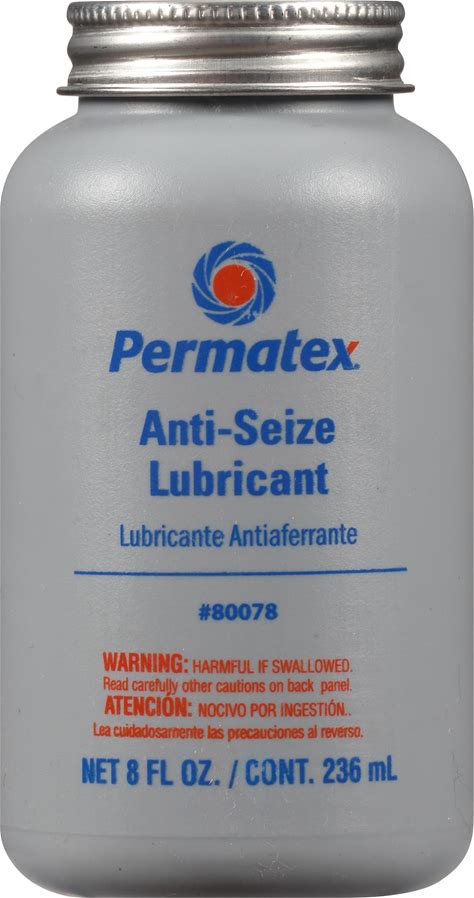 Permatex
Anti-Seize
Lubricant
Lubricante Antiaferrante
#80078
WARNING: HARMFUL IF SWALLOWED.
Read carefully other cautions on back panel.
ATENCIÓN: NOCIVO POR INGESTIÓN..
Lea cuidadosamente las precauciones al reverso.
NET 8 FL OZ. / CONT. 236 mL